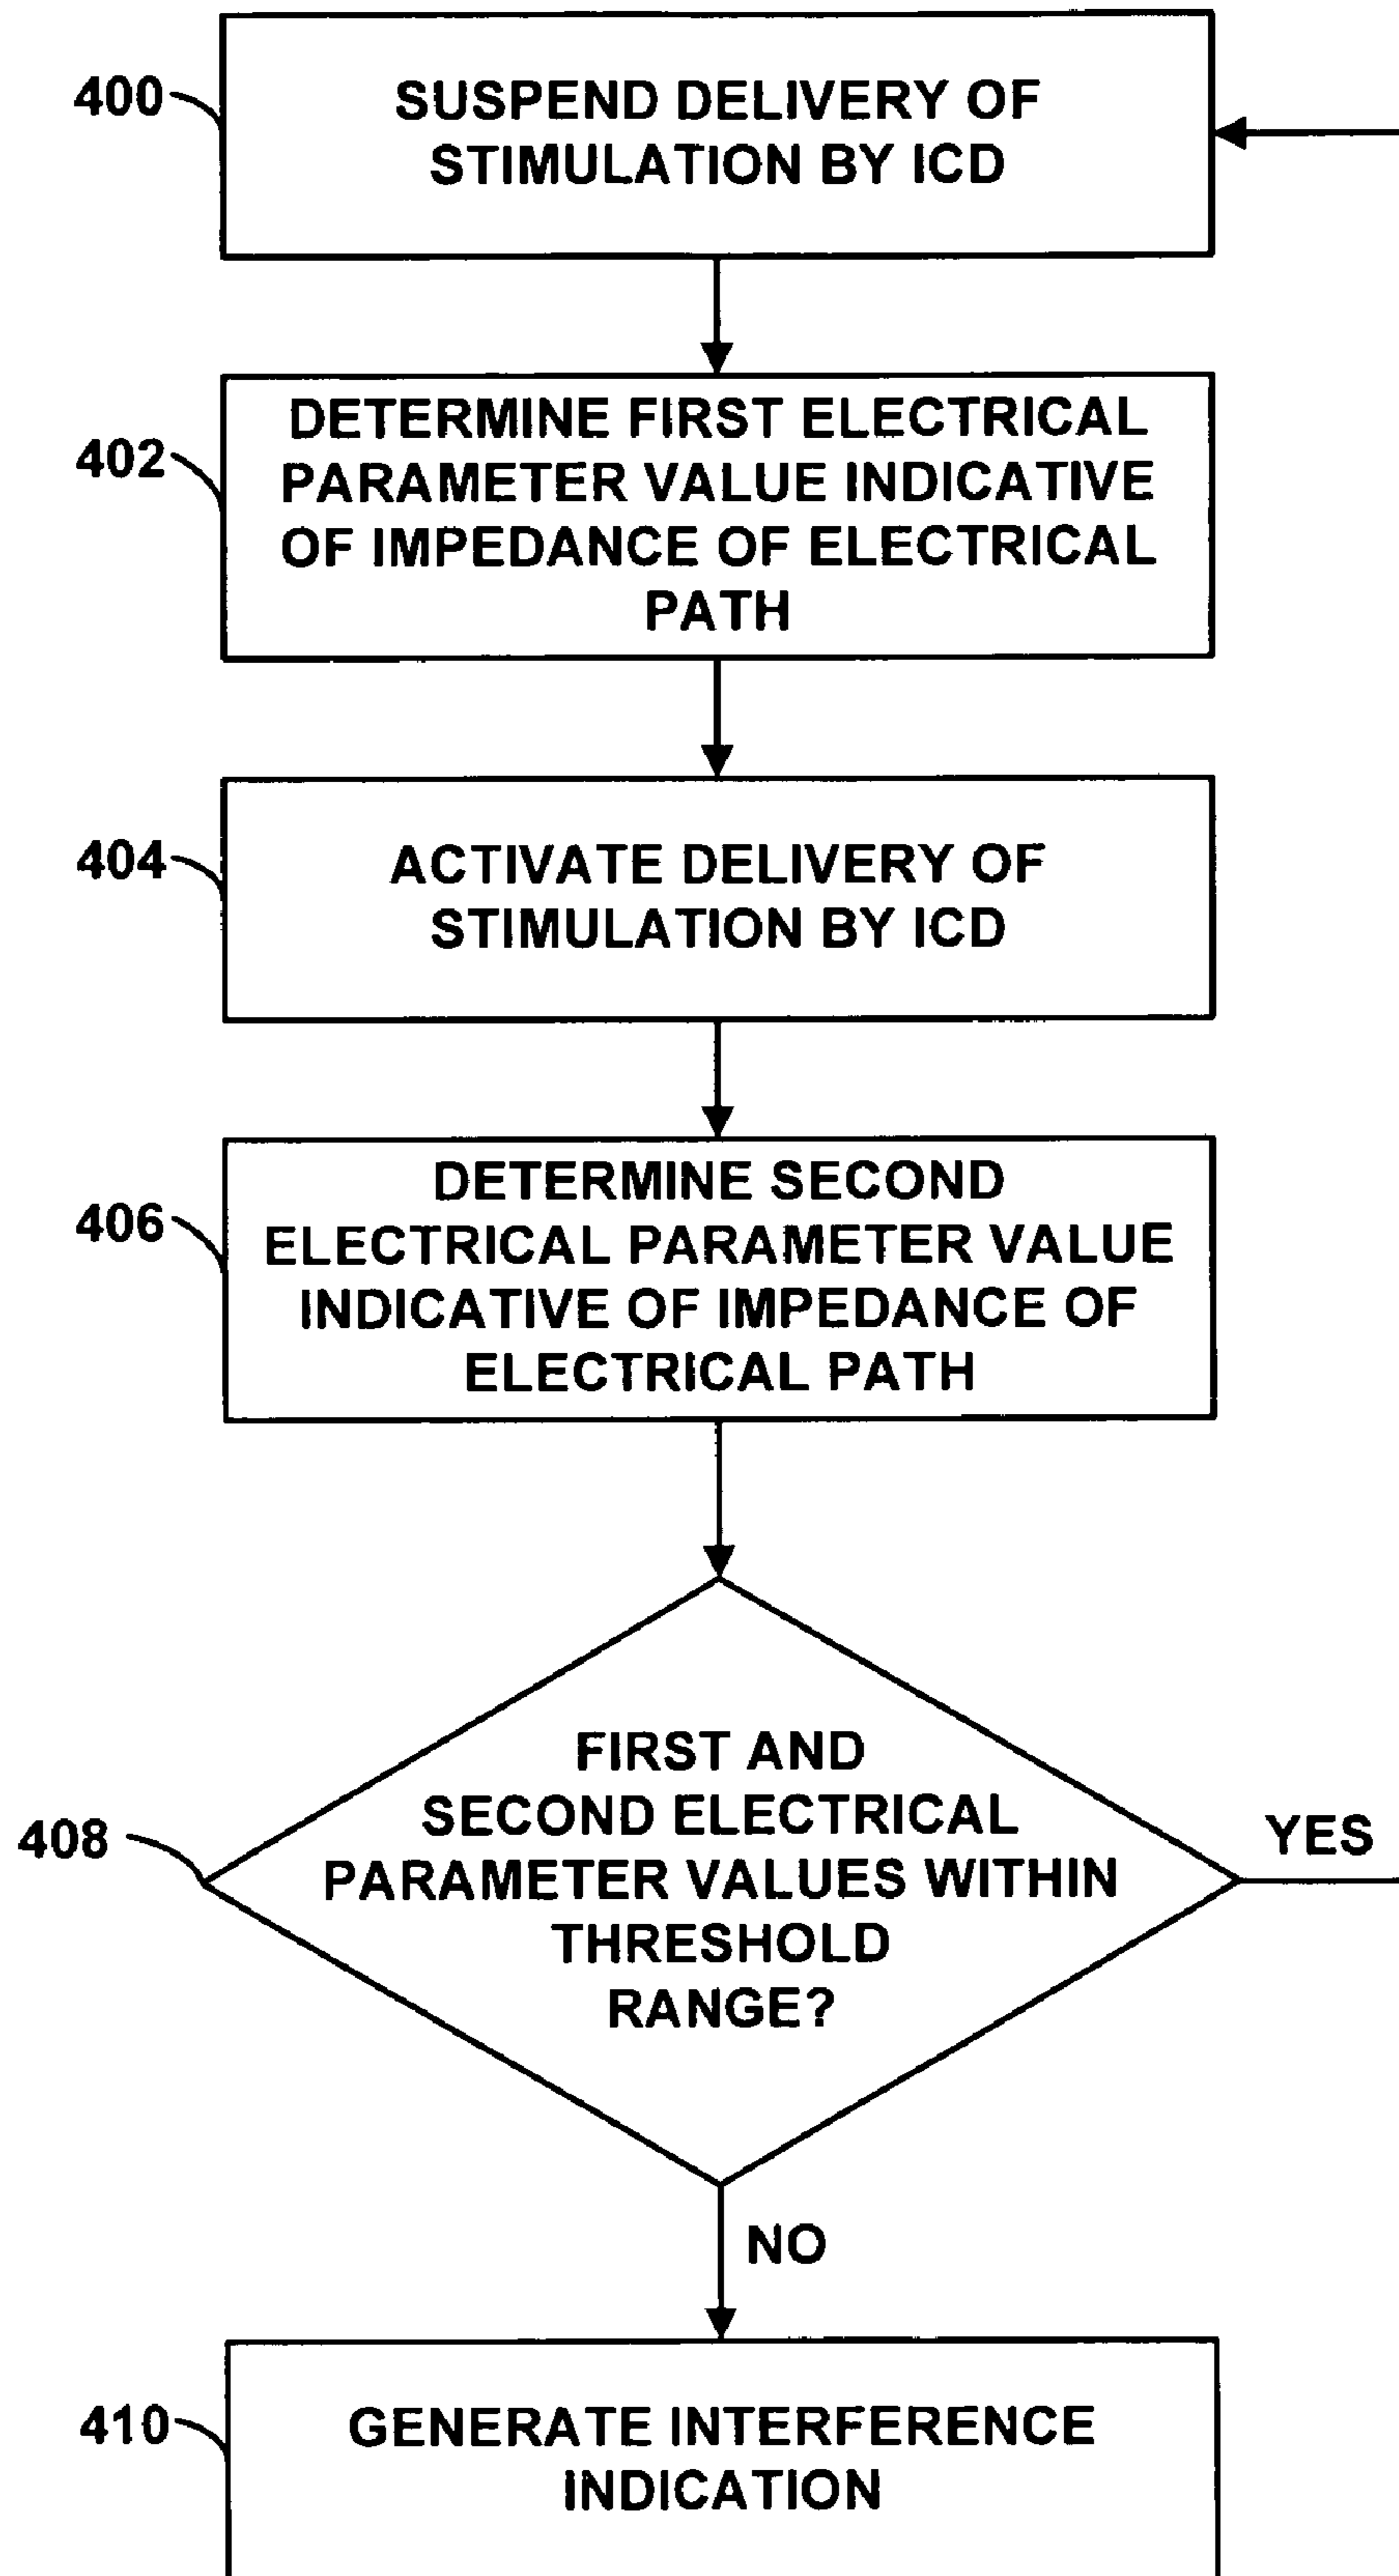 400
SUSPEND DELIVERY OF
STIMULATION BY ICD
402
DETERMINE FIRST ELECTRICAL
PARAMETER VALUE INDICATIVE
OF IMPEDANCE OF ELECTRICAL
PATH
404
ACTIVATE DELIVERY OF
STIMULATION BY ICD
406
DETERMINE SECOND
ELECTRICAL PARAMETER VALUE
INDICATIVE OF IMPEDANCE OF
ELECTRICAL PATH
408
FIRST AND
SECOND ELECTRICAL
PARAMETER VALUES WITHIN
THRESHOLD
RANGE?
YES
NO
410
GENERATE INTERFERENCE
INDICATION